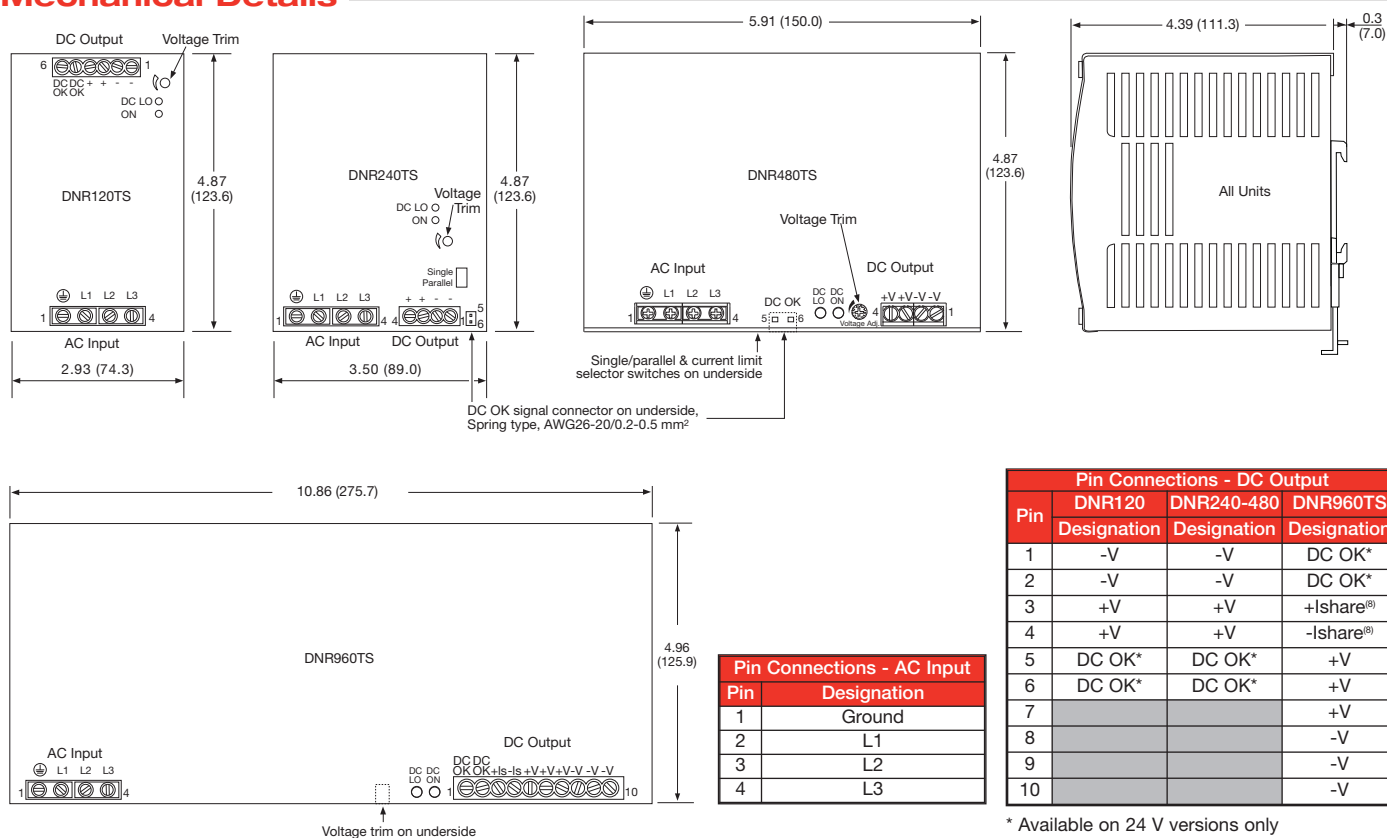 Mechanical Details
DC Output
Voltage Trim
6
1
DC DC + + - -
OK OK
DC LO
ON
DNR120TS
4.87
(123.6)
L1 L2 L3
1
4
AC Input
2.93 (74.3)
DNR240TS
DC LO
ON
Voltage
Trim
Single
Parallel
4.87
(123.6)
L1 L2 L3
1
4
+ + - -
4
1
5
6
AC Input
DC Output
3.50 (89.0)
5.91 (150.0)
DNR480TS
4.87
(123.6)
Voltage Trim
AC Input
DC Output
L1 L2 L3
1
4
DC OK
5
6
DC DC
LO ON
Voltage Adj.
+V +V -V -V
4
1
Single/parallel & current limit
selector switches on underside
DC OK signal connector on underside,
Spring type, AWG26-20/0.2-0.5 mm²
4.39 (111.3)
0.3
(7.0)
All Units
10.86 (275.7)
DNR960TS
4.96
(125.9)
AC Input
L1 L2 L3
1
4
DC DC
LO ON
DC Output
DC DC
OK OK +Is -Is +V +V +V -V -V -V
1
10
Voltage trim on underside
Pin Connections - AC Input
Pin Designation
1 Ground
2 L1
3 L2
4 L3
Pin Connections - DC Output
Pin DNR120 DNR240-480 DNR960TS
Designation Designation Designation
1 -V -V DC OK*
2 -V -V DC OK*
3 +V +V +Ishare(8)
4 +V +V -Ishare(8)
5 DC OK* DC OK* +V
6 DC OK* DC OK* +V
7 +V
8 -V
9 -V
10 -V
* Available on 24 V versions only